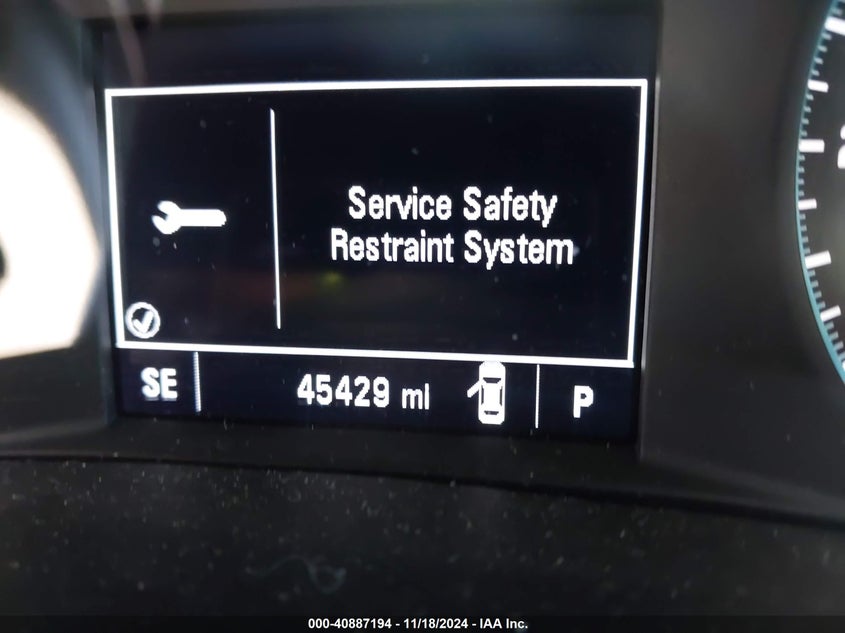 Service Safety
Restraint System
SE 45429 mi P
000-40887194 - 11/18/2024 - IAA Inc.